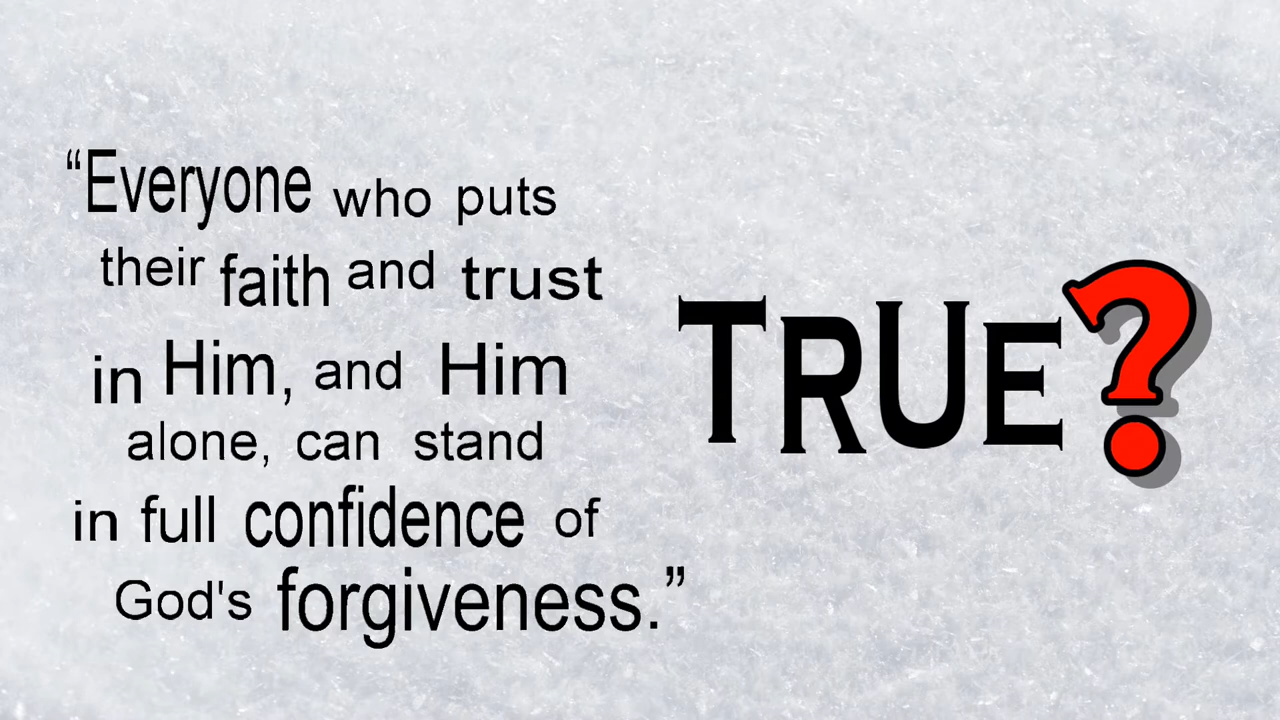 “Everyone who puts
their faith and trust
in Him, and Him
alone, can stand
in full confidence of
God's forgiveness.”
TRUE?